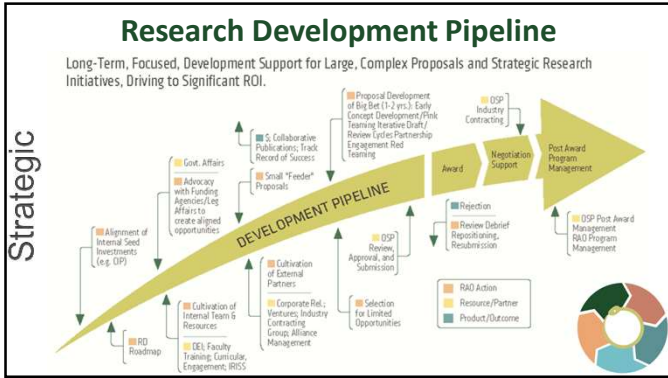 Research Development Pipeline
Long-Term, Focused, Development Support for Large, Complex Proposals and Strategic Research
Initiatives, Driving to Significant ROI.
Strategic
Alignment of
Internal Seed
Investments
(e.g. OIP)
RD
Roadmap
Govt. Affairs
Advocacy
with Funding
Agencies/Leg
Affairs to
create aligned
opportunities
Cultivation of
Internal Team &
Resources
DEI; Faculty
Training; Curricular,
Engagement; IRISS
$; Collaborative
Publications; Track
Record of Success
Small "Feeder"
Proposals
DEVELOPMENT PIPELINE
Cultivation
of External
Partners
Corporate Rel.;
Ventures; Industry
Contracting
Group; Alliance
Management
Proposal Development
of Big Bet (1-2 yrs.): Early
Concept Development/Pink
Teaming Iterative Draft/
Review Cycles Partnership
Engagement Red
Teaming
Selection
for Limited
Opportunities
OSP
Review,
Approval, and
Submission
Award
Rejection
Review Debrief
Repositioning,
Resubmission
OSP
Industry
Contracting
Negotiation
Support
Post Award
Program
Management
OSP Post Award
Management
RAO Program
Management
RAO Action
Resource/Partner
Product/Outcome